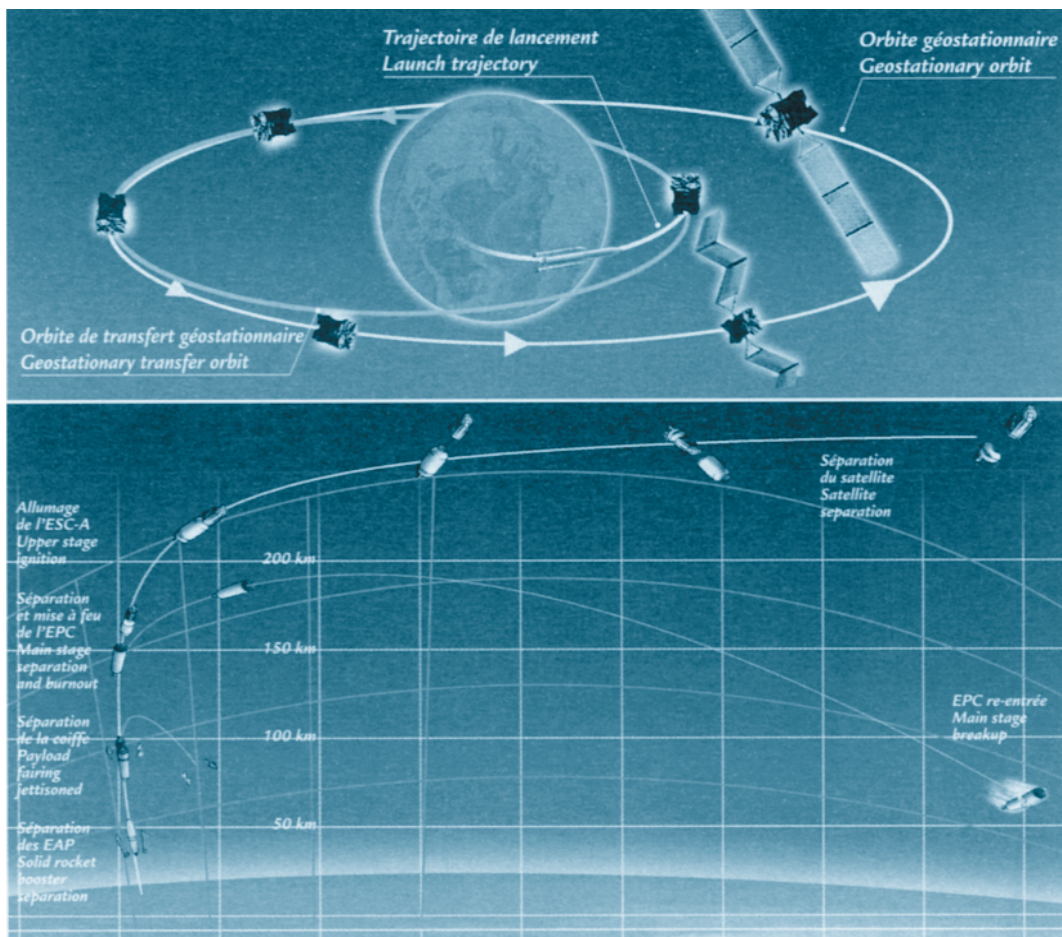 Trajectoire de lancement
Launch trajectory
Orbite géostationnaire
Geostationary orbit
Orbite de transfert géostationnaire
Geostationary transfer orbit
Allumage
de l'ESC-A
Upper stage
ignition
Séparation
et mise à feu
de l'EPC
Main stage
separation
and burnout
Séparation
de la coiffe
Payload
fairing
jettisoned
Séparation
des EAP
Solid rocket
booster
separation
200 km
150 km
100 km
50 km
Séparation
du satellite
Satellite
separation
EPC re-entrée
Main stage
breakup